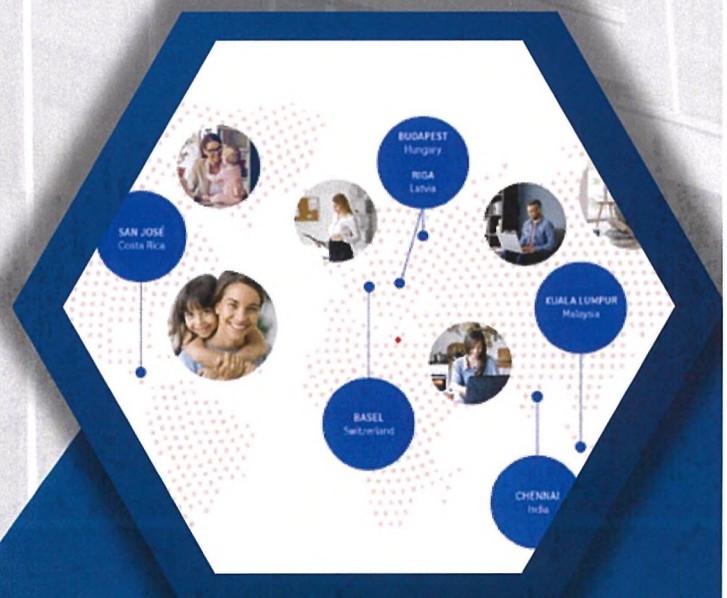 BUDAPEST
Hungary
RIGA
Latvia
SAN JOSÉ
Costa Rica
KUALA LUMPUR
Malaysia
BASEL
Switzerland
CHENNAI
India